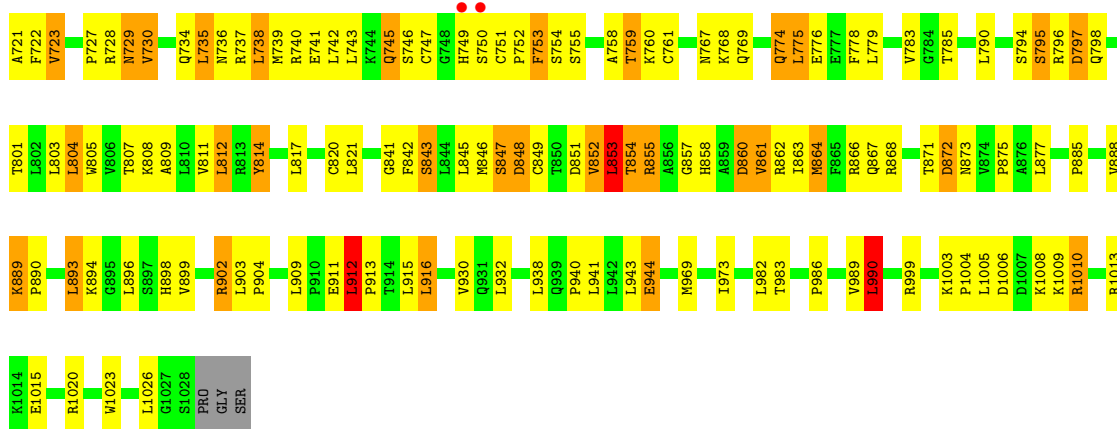 A721 F722 V723 P727 R728 N729 V730 Q734 L735 N736 R737 L738 M739 R740 E741 L742 L743 K744 Q745 S746 C747 G748 H749 S750 C751 P752 F753 S754 S755 A758 T759 K760 C761 N767 K768 Q769 Q774 L775 E776 E777 F778 L779 V783 G784 T785 L790 S794 S795 R796 D797 Q798
T801 L802 L803 L804 W805 V806 T807 K808 A809 L810 V811 L812 R813 Y814 L817 C820 L821 G841 F842 S843 L844 L845 M846 S847 D848 C849 T850 D851 V852 L853 T854 R855 A856 G857 H858 A859 D860 V861 R862 I863 M864 F865 R866 Q867 R868 T871 D872 N873 V874 P875 A876 L877 P885 V888
K889 P890 L893 K894 G895 L896 S897 H898 V899 R902 L903 P904 L909 P910 E911 L912 P913 T914 L915 L916 V930 Q931 L932 L938 Q939 P940 L941 L942 L943 E944 M969 I973 L982 T983 P986 V989 L990 R999 K1003 P1004 L1005 D1006 D1007 K1008 K1009 R1010 R1013
K1014 E1015 R1020 W1023 L1026 G1027 S1028 PRO GLY SER